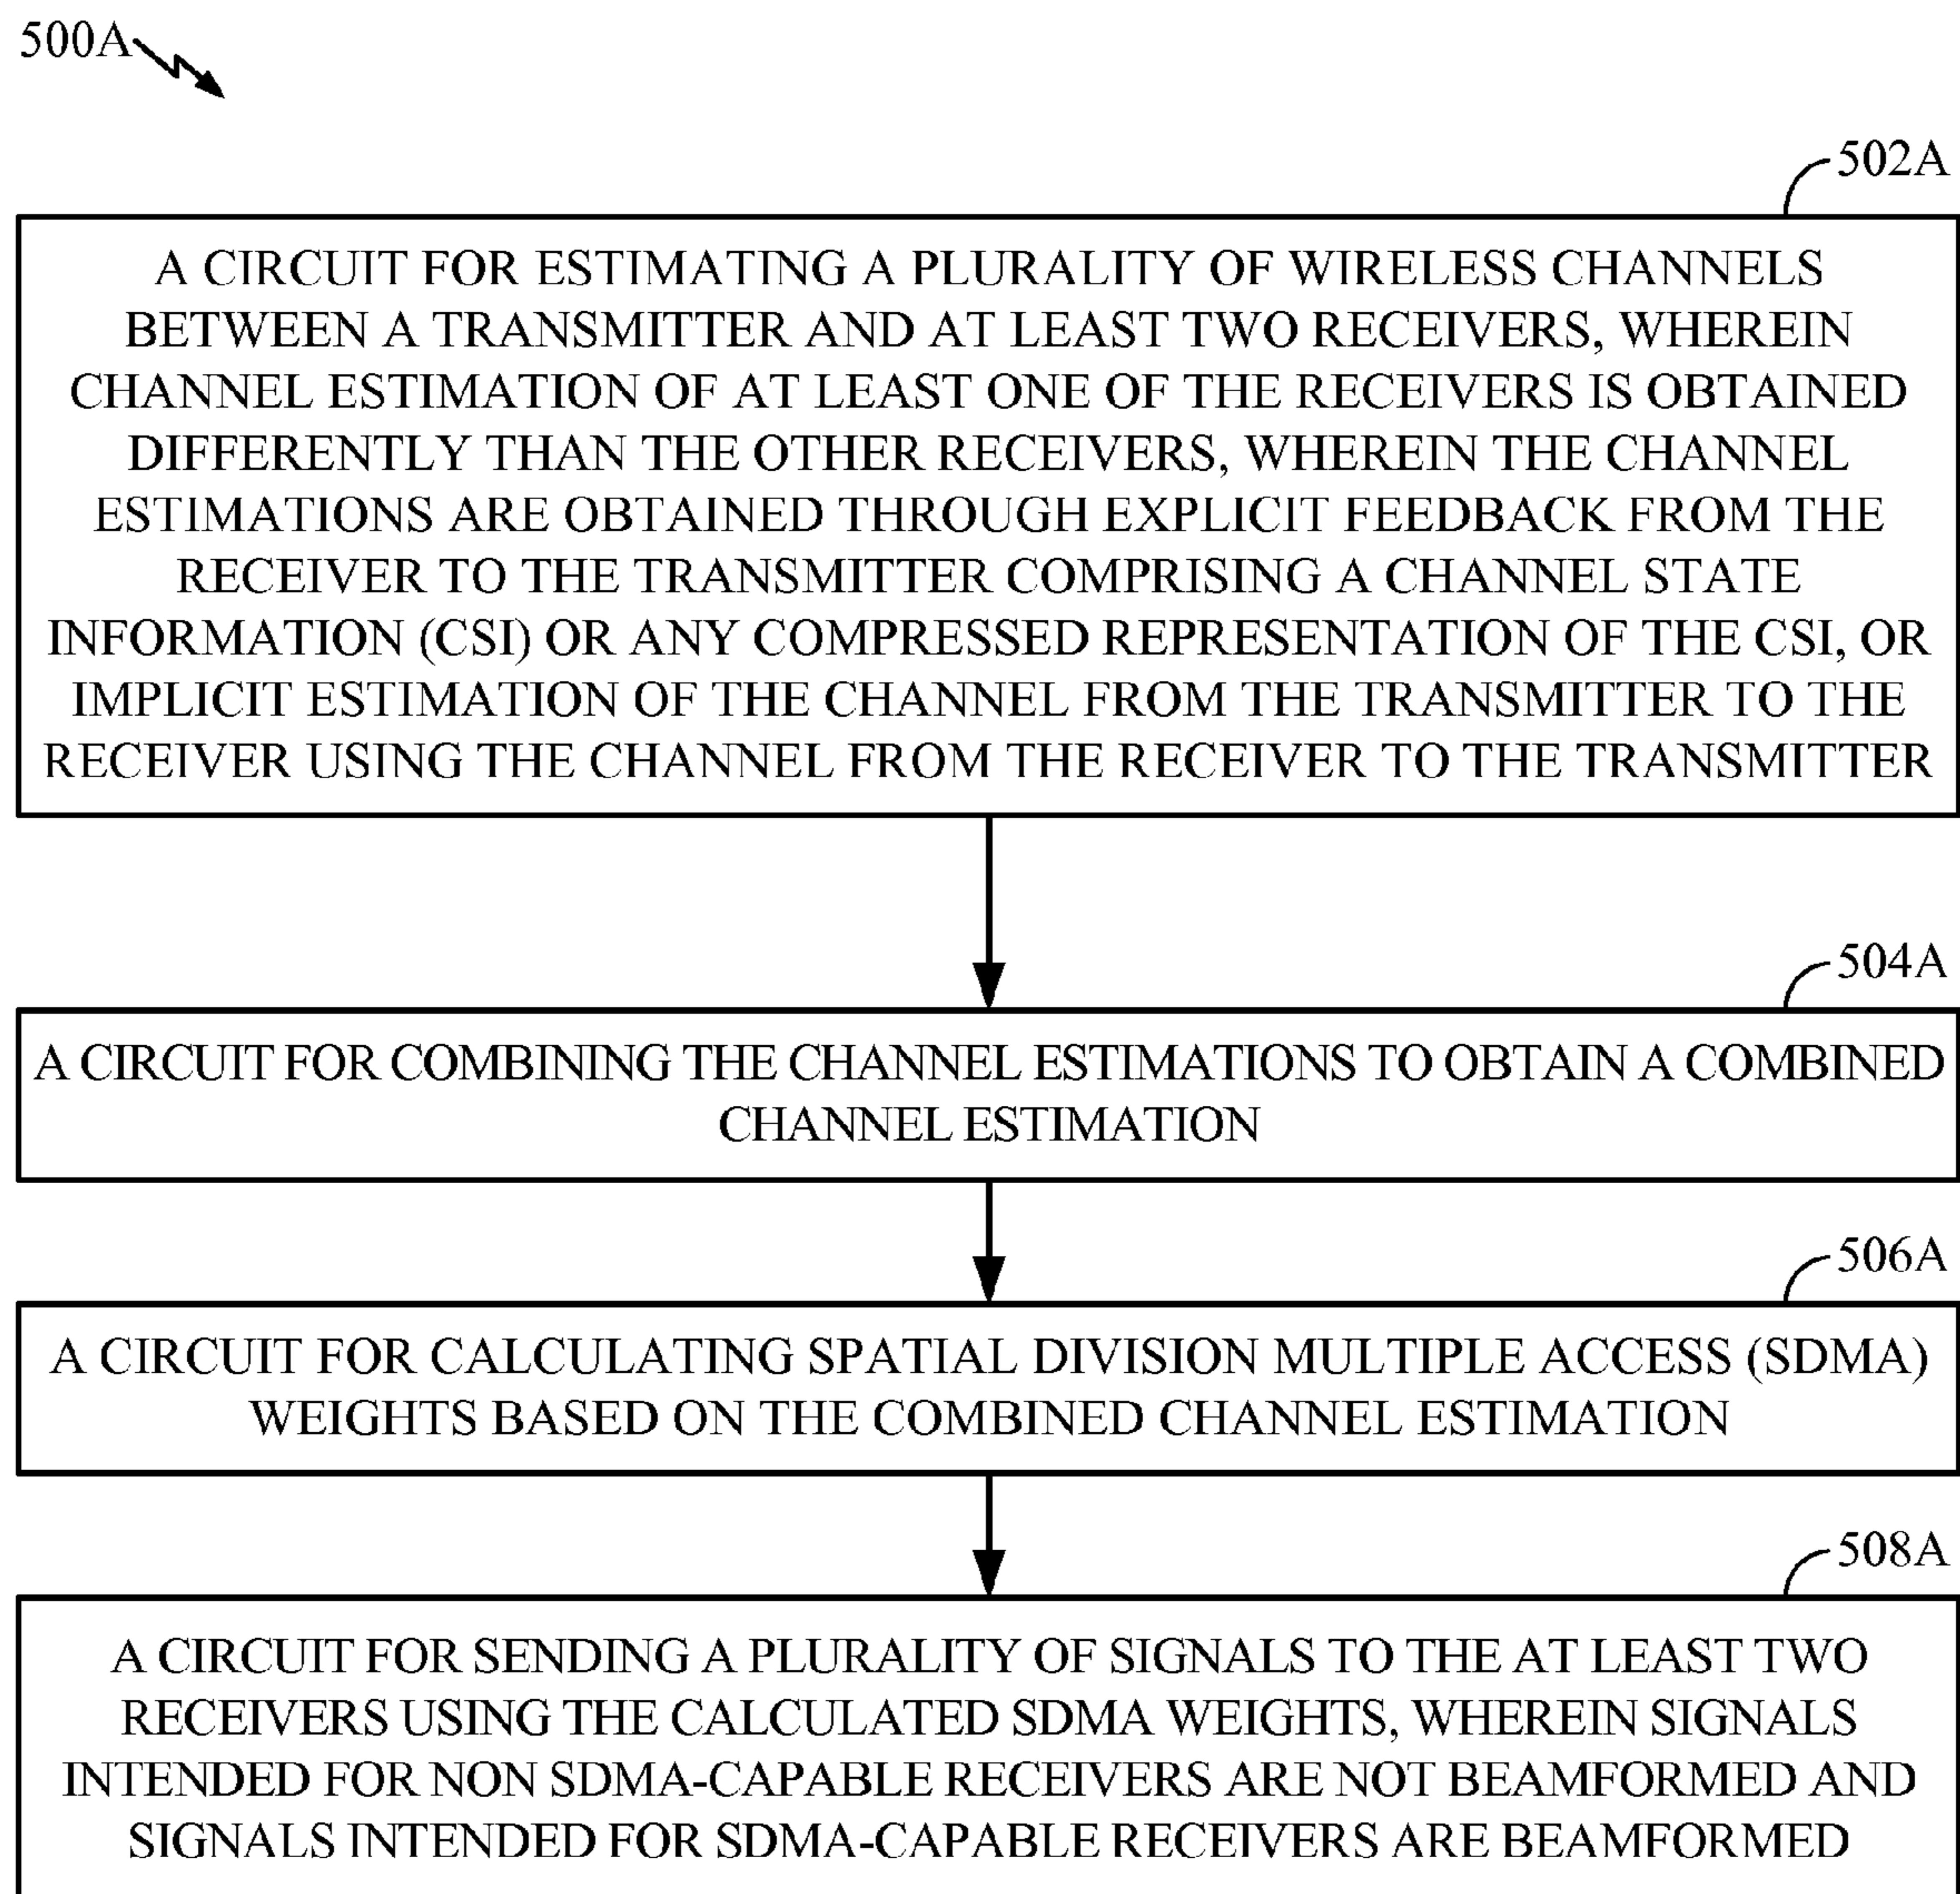 500A
502A
A CIRCUIT FOR ESTIMATING A PLURALITY OF WIRELESS CHANNELS
BETWEEN A TRANSMITTER AND AT LEAST TWO RECEIVERS, WHEREIN
CHANNEL ESTIMATION OF AT LEAST ONE OF THE RECEIVERS IS OBTAINED
DIFFERENTLY THAN THE OTHER RECEIVERS, WHEREIN THE CHANNEL
ESTIMATIONS ARE OBTAINED THROUGH EXPLICIT FEEDBACK FROM THE
RECEIVER TO THE TRANSMITTER COMPRISING A CHANNEL STATE
INFORMATION (CSI) OR ANY COMPRESSED REPRESENTATION OF THE CSI, OR
IMPLICIT ESTIMATION OF THE CHANNEL FROM THE TRANSMITTER TO THE
RECEIVER USING THE CHANNEL FROM THE RECEIVER TO THE TRANSMITTER
504A
A CIRCUIT FOR COMBINING THE CHANNEL ESTIMATIONS TO OBTAIN A COMBINED
CHANNEL ESTIMATION
506A
A CIRCUIT FOR CALCULATING SPATIAL DIVISION MULTIPLE ACCESS (SDMA)
WEIGHTS BASED ON THE COMBINED CHANNEL ESTIMATION
508A
A CIRCUIT FOR SENDING A PLURALITY OF SIGNALS TO THE AT LEAST TWO
RECEIVERS USING THE CALCULATED SDMA WEIGHTS, WHEREIN SIGNALS
INTENDED FOR NON SDMA-CAPABLE RECEIVERS ARE NOT BEAMFORMED AND
SIGNALS INTENDED FOR SDMA-CAPABLE RECEIVERS ARE BEAMFORMED